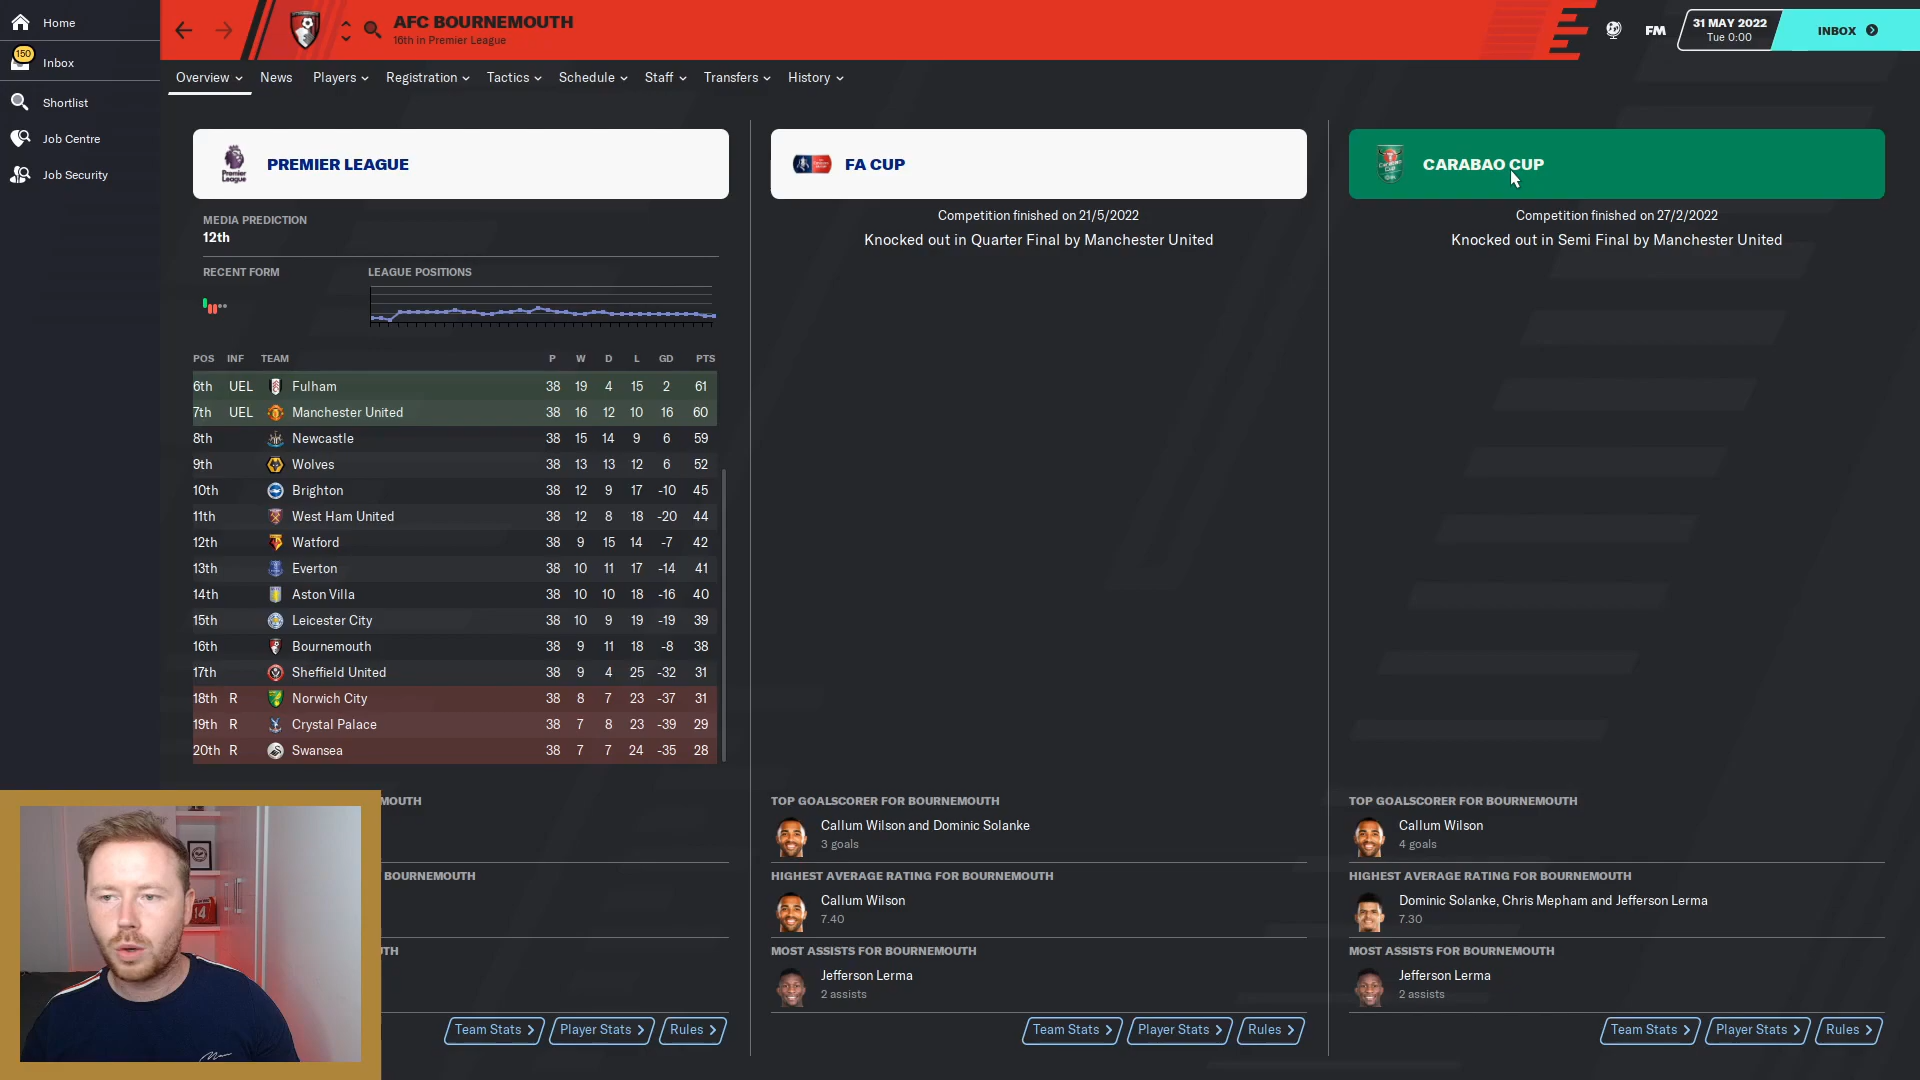 Home
150
Inbox
Shortlist
Job Centre
Job Security
AFC BOURNEMOUTH
16th in Premier League
FM
31 MAY 2022
Tue 0:00
INBOX
Overview
News
Players
Registration
Tactics
Schedule
Staff
Transfers
History
Premier League
PREMIER LEAGUE
MEDIA PREDICTION
12th
RECENT FORM
LEAGUE POSITIONS
POS INF TEAM P W D L GD PTS
6th UEL Fulham 38 19 4 15 2 61
7th UEL Manchester United 38 16 12 10 16 60
8th Newcastle 38 15 14 9 6 59
9th Wolves 38 13 13 12 6 52
10th Brighton 38 12 9 17 -10 45
11th West Ham United 38 12 8 18 -20 44
12th Watford 38 9 15 14 -7 42
13th Everton 38 10 11 17 -14 41
14th Aston Villa 38 10 10 18 -16 40
15th Leicester City 38 10 9 19 -19 39
16th Bournemouth 38 9 11 18 -8 38
17th Sheffield United 38 9 4 25 -32 31
18th R Norwich City 38 8 7 23 -37 31
19th R Crystal Palace 38 7 8 23 -39 29
20th R Swansea 38 7 7 24 -35 28
MOUTH
BOURNEMOUTH
TH
14
Team Stats
Player Stats
Rules
FA CUP
Competition finished on 21/5/2022
Knocked out in Quarter Final by Manchester United
TOP GOALSCORER FOR BOURNEMOUTH
Callum Wilson and Dominic Solanke
3 goals
HIGHEST AVERAGE RATING FOR BOURNEMOUTH
Callum Wilson
7.40
MOST ASSISTS FOR BOURNEMOUTH
Jefferson Lerma
2 assists
Team Stats
Player Stats
Rules
CARABAO CUP
Competition finished on 27/2/2022
Knocked out in Semi Final by Manchester United
TOP GOALSCORER FOR BOURNEMOUTH
Callum Wilson
4 goals
HIGHEST AVERAGE RATING FOR BOURNEMOUTH
Dominic Solanke, Chris Mepham and Jefferson Lerma
7.30
MOST ASSISTS FOR BOURNEMOUTH
Jefferson Lerma
2 assists
Team Stats
Player Stats
Rules